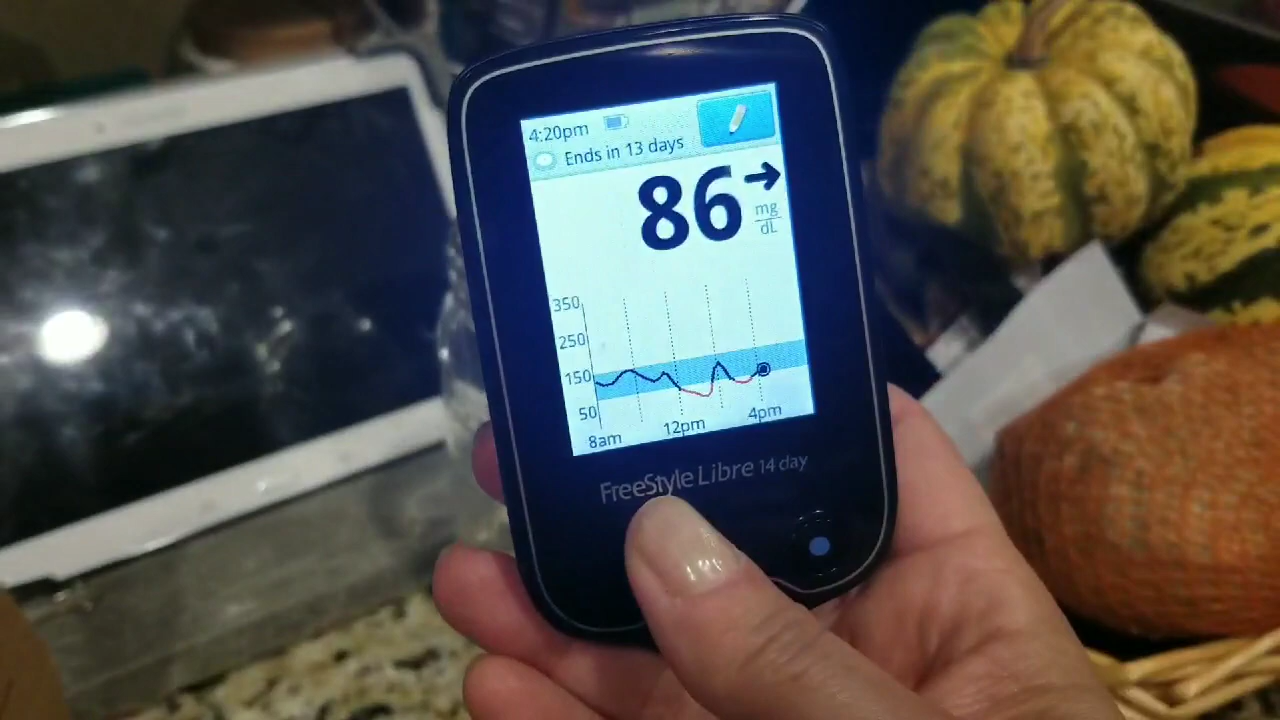 4:20pm
Ends in 13 days
86
mg
dL
350
250
150
50
8am 12pm 4pm
FreeStyle Libre 14 day